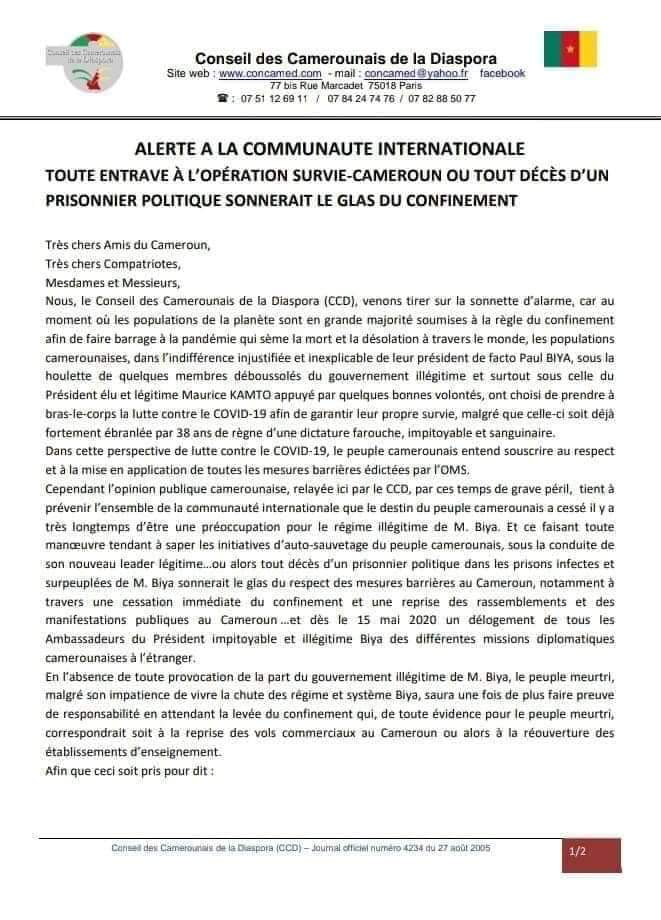 Conseil des Camerounais
de la Diaspora
Conseil des Camerounais de la Diaspora
Site web : www.concamed.com - mail : concamed@yahoo.fr facebook
77 bis Rue Marcadet 75018 Paris
☎ : 07 51 12 69 11 / 07 84 24 74 76 / 07 82 88 50 77
ALERTE A LA COMMUNAUTE INTERNATIONALE
TOUTE ENTRAVE À L'OPÉRATION SURVIE-CAMEROUN OU TOUT DÉCÈS D'UN
PRISONNIER POLITIQUE SONNERAIT LE GLAS DU CONFINEMENT
Très chers Amis du Cameroun,
Très chers Compatriotes,
Mesdames et Messieurs,
Nous, le Conseil des Camerounais de la Diaspora (CCD), venons tirer sur la sonnette d'alarme, car au
moment où les populations de la planète sont en grande majorité soumises à la règle du confinement
afin de faire barrage à la pandémie qui sème la mort et la désolation à travers le monde, les populations
camerounaises, dans l'indifférence injustifiée et inexplicable de leur président de facto Paul BIYA, sous la
houlette de quelques membres déboussolés du gouvernement illégitime et surtout sous celle du
Président élu et légitime Maurice KAMTO appuyé par quelques bonnes volontés, ont choisi de prendre à
bras-le-corps la lutte contre le COVID-19 afin de garantir leur propre survie, malgré que celle-ci soit déjà
fortement ébranlée par 38 ans de règne d'une dictature farouche, impitoyable et sanguinaire.
Dans cette perspective de lutte contre le COVID-19, le peuple camerounais entend souscrire au respect
et à la mise en application de toutes les mesures barrières édictées par l'OMS.
Cependant l'opinion publique camerounaise, relayée ici par le CCD, par ces temps de grave péril, tient à
prévenir l'ensemble de la communauté internationale que le destin du peuple camerounais a cessé il y a
très longtemps d'être une préoccupation pour le régime illégitime de M. Biya. Et ce faisant toute
manœuvre tendant à saper les initiatives d'auto-sauvetage du peuple camerounais, sous la conduite de
son nouveau leader légitime...ou alors tout décès d'un prisonnier politique dans les prisons infectes et
surpeuplées de M. Biya sonnerait le glas du respect des mesures barrières au Cameroun, notamment à
travers une cessation immédiate du confinement et une reprise des rassemblements et des
manifestations publiques au Cameroun ...et dès le 15 mai 2020 un délogement de tous les
Ambassadeurs du Président impitoyable et illégitime Biya des différentes missions diplomatiques
camerounaises à l'étranger.
En l'absence de toute provocation de la part du gouvernement illégitime de M. Biya, le peuple meurtri,
malgré son impatience de vivre la chute des régime et système Biya, saura une fois de plus faire preuve
de responsabilité en attendant la levée du confinement qui, de toute évidence pour le peuple meurtri,
correspondrait soit à la reprise des vols commerciaux au Cameroun ou alors à la réouverture des
établissements d'enseignement.
Afin que ceci soit pris pour dit :
Conseil des Camerounais de la Diaspora (CCD) – Journal officiel numéro 4234 du 27 août 2005
1/2